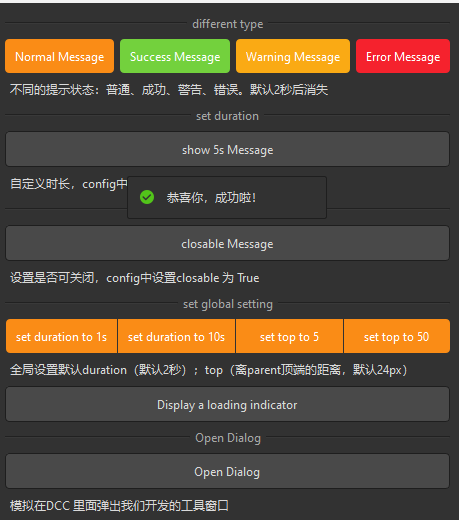 different type
Normal Message Success Message Warning Message Error Message
不同的提示状态：普通、成功、警告、错误。默认2秒后消失
set duration
show 5s Message
自定义时长，config中
恭喜你，成功啦！
closable Message
设置是否可关闭，config中设置closable 为 True
set global setting
set duration to 1s set duration to 10s set top to 5 set top to 50
全局设置默认duration（默认2秒）；top（离parent顶端的距离，默认24px）
Display a loading indicator
Open Dialog
Open Dialog
模拟在DCC 里面弹出我们开发的工具窗口